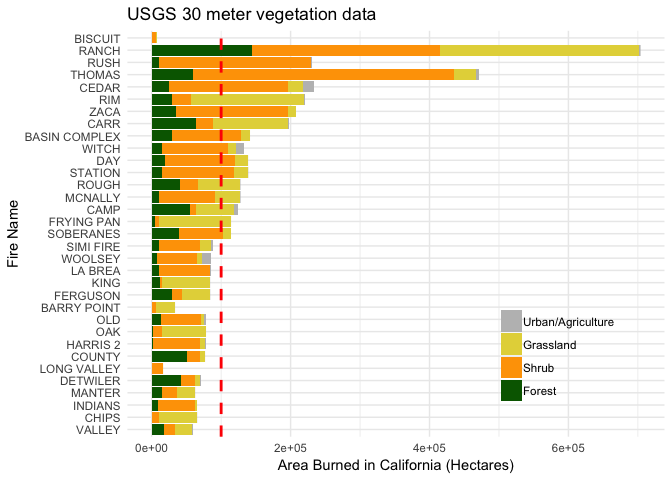 USGS 30 meter vegetation data
Fire Name
BISCUIT
RANCH
RUSH
THOMAS
CEDAR
RIM
ZACA
CARR
BASIN COMPLEX
WITCH
DAY
STATION
ROUGH
MCNALLY
CAMP
FRYING PAN
SOBERANES
SIMI FIRE
WOOLSEY
LA BREA
KING
FERGUSON
BARRY POINT
OLD
OAK
HARRIS 2
COUNTY
LONG VALLEY
DETWILER
MANTER
INDIANS
CHIPS
VALLEY
Urban/Agriculture
Grassland
Shrub
Forest
0e+00 2e+05 4e+05 6e+05
Area Burned in California (Hectares)